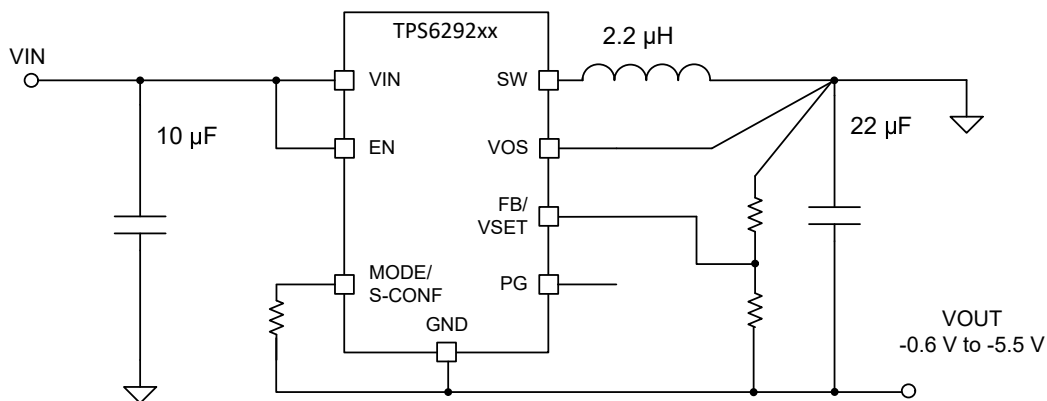 TPS6292xx
2.2 µH
VIN
VIN
SW
10 µF
22 µF
EN
VOS
FB/
VSET
MODE/
S-CONF
PG
GND
VOUT
-0.6 V to -5.5 V